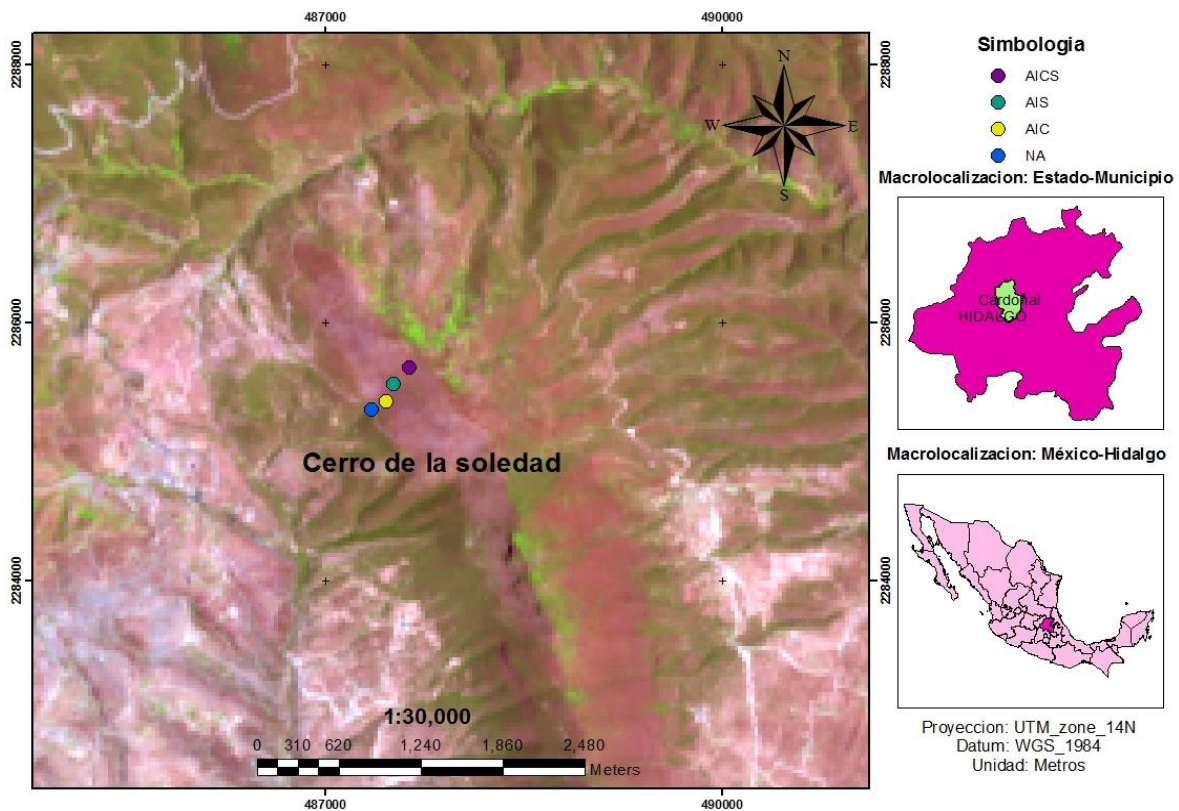 487000
490000
2288000
2288000
2286000
2286000
2284000
2284000
N
W
E
S
Cerro de la soledad
1:30,000
0 310 620 1,240 1,860 2,480
Meters
487000
490000
Simbologia
AICS
AIS
AIC
NA
Macrolocalizacion: Estado-Municipio
Cardonal
HIDALGO
Macrolocalizacion: México-Hidalgo
Proyeccion: UTM_zone_14N
Datum: WGS_1984
Unidad: Metros